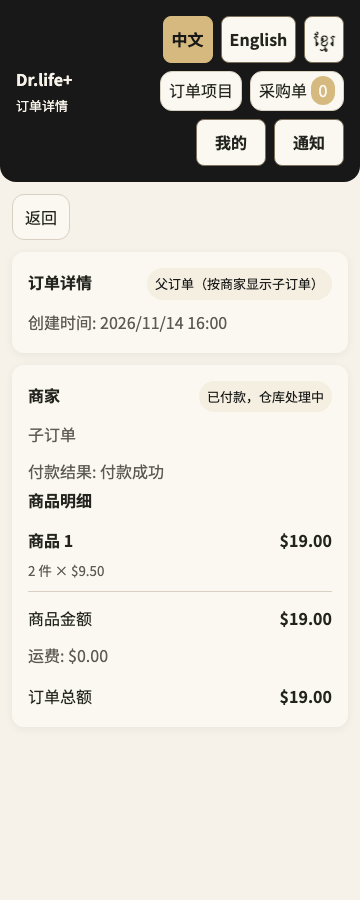 中文
English
ខ្មែរ
Dr.life+
订单详情
订单项目
采购单 0
我的
通知
返回
订单详情
父订单（按商家显示子订单）
创建时间: 2026/11/14 16:00
商家
已付款，仓库处理中
子订单
付款结果: 付款成功
商品明细
商品 1 $19.00
2 件 × $9.50
商品金额 $19.00
运费: $0.00
订单总额 $19.00